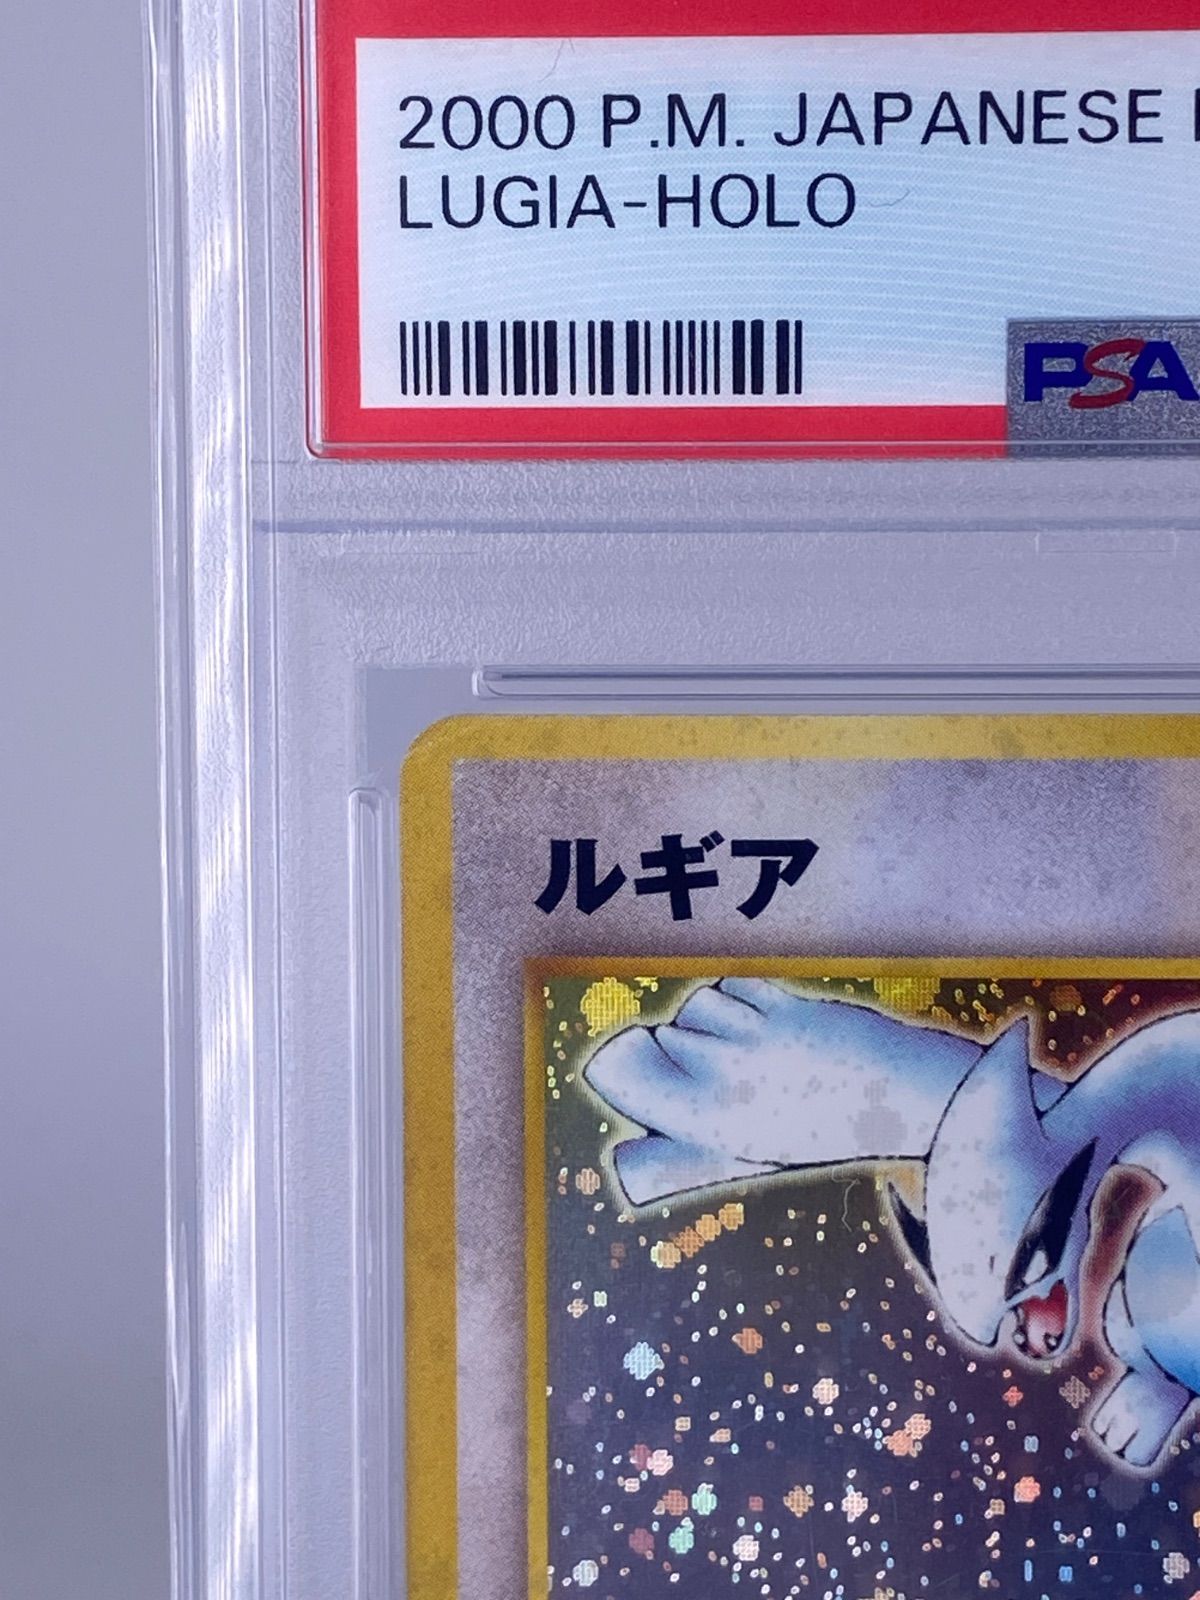 2000 P.M. JAPANESE
LUGIA-HOLO
PSA
ルギア